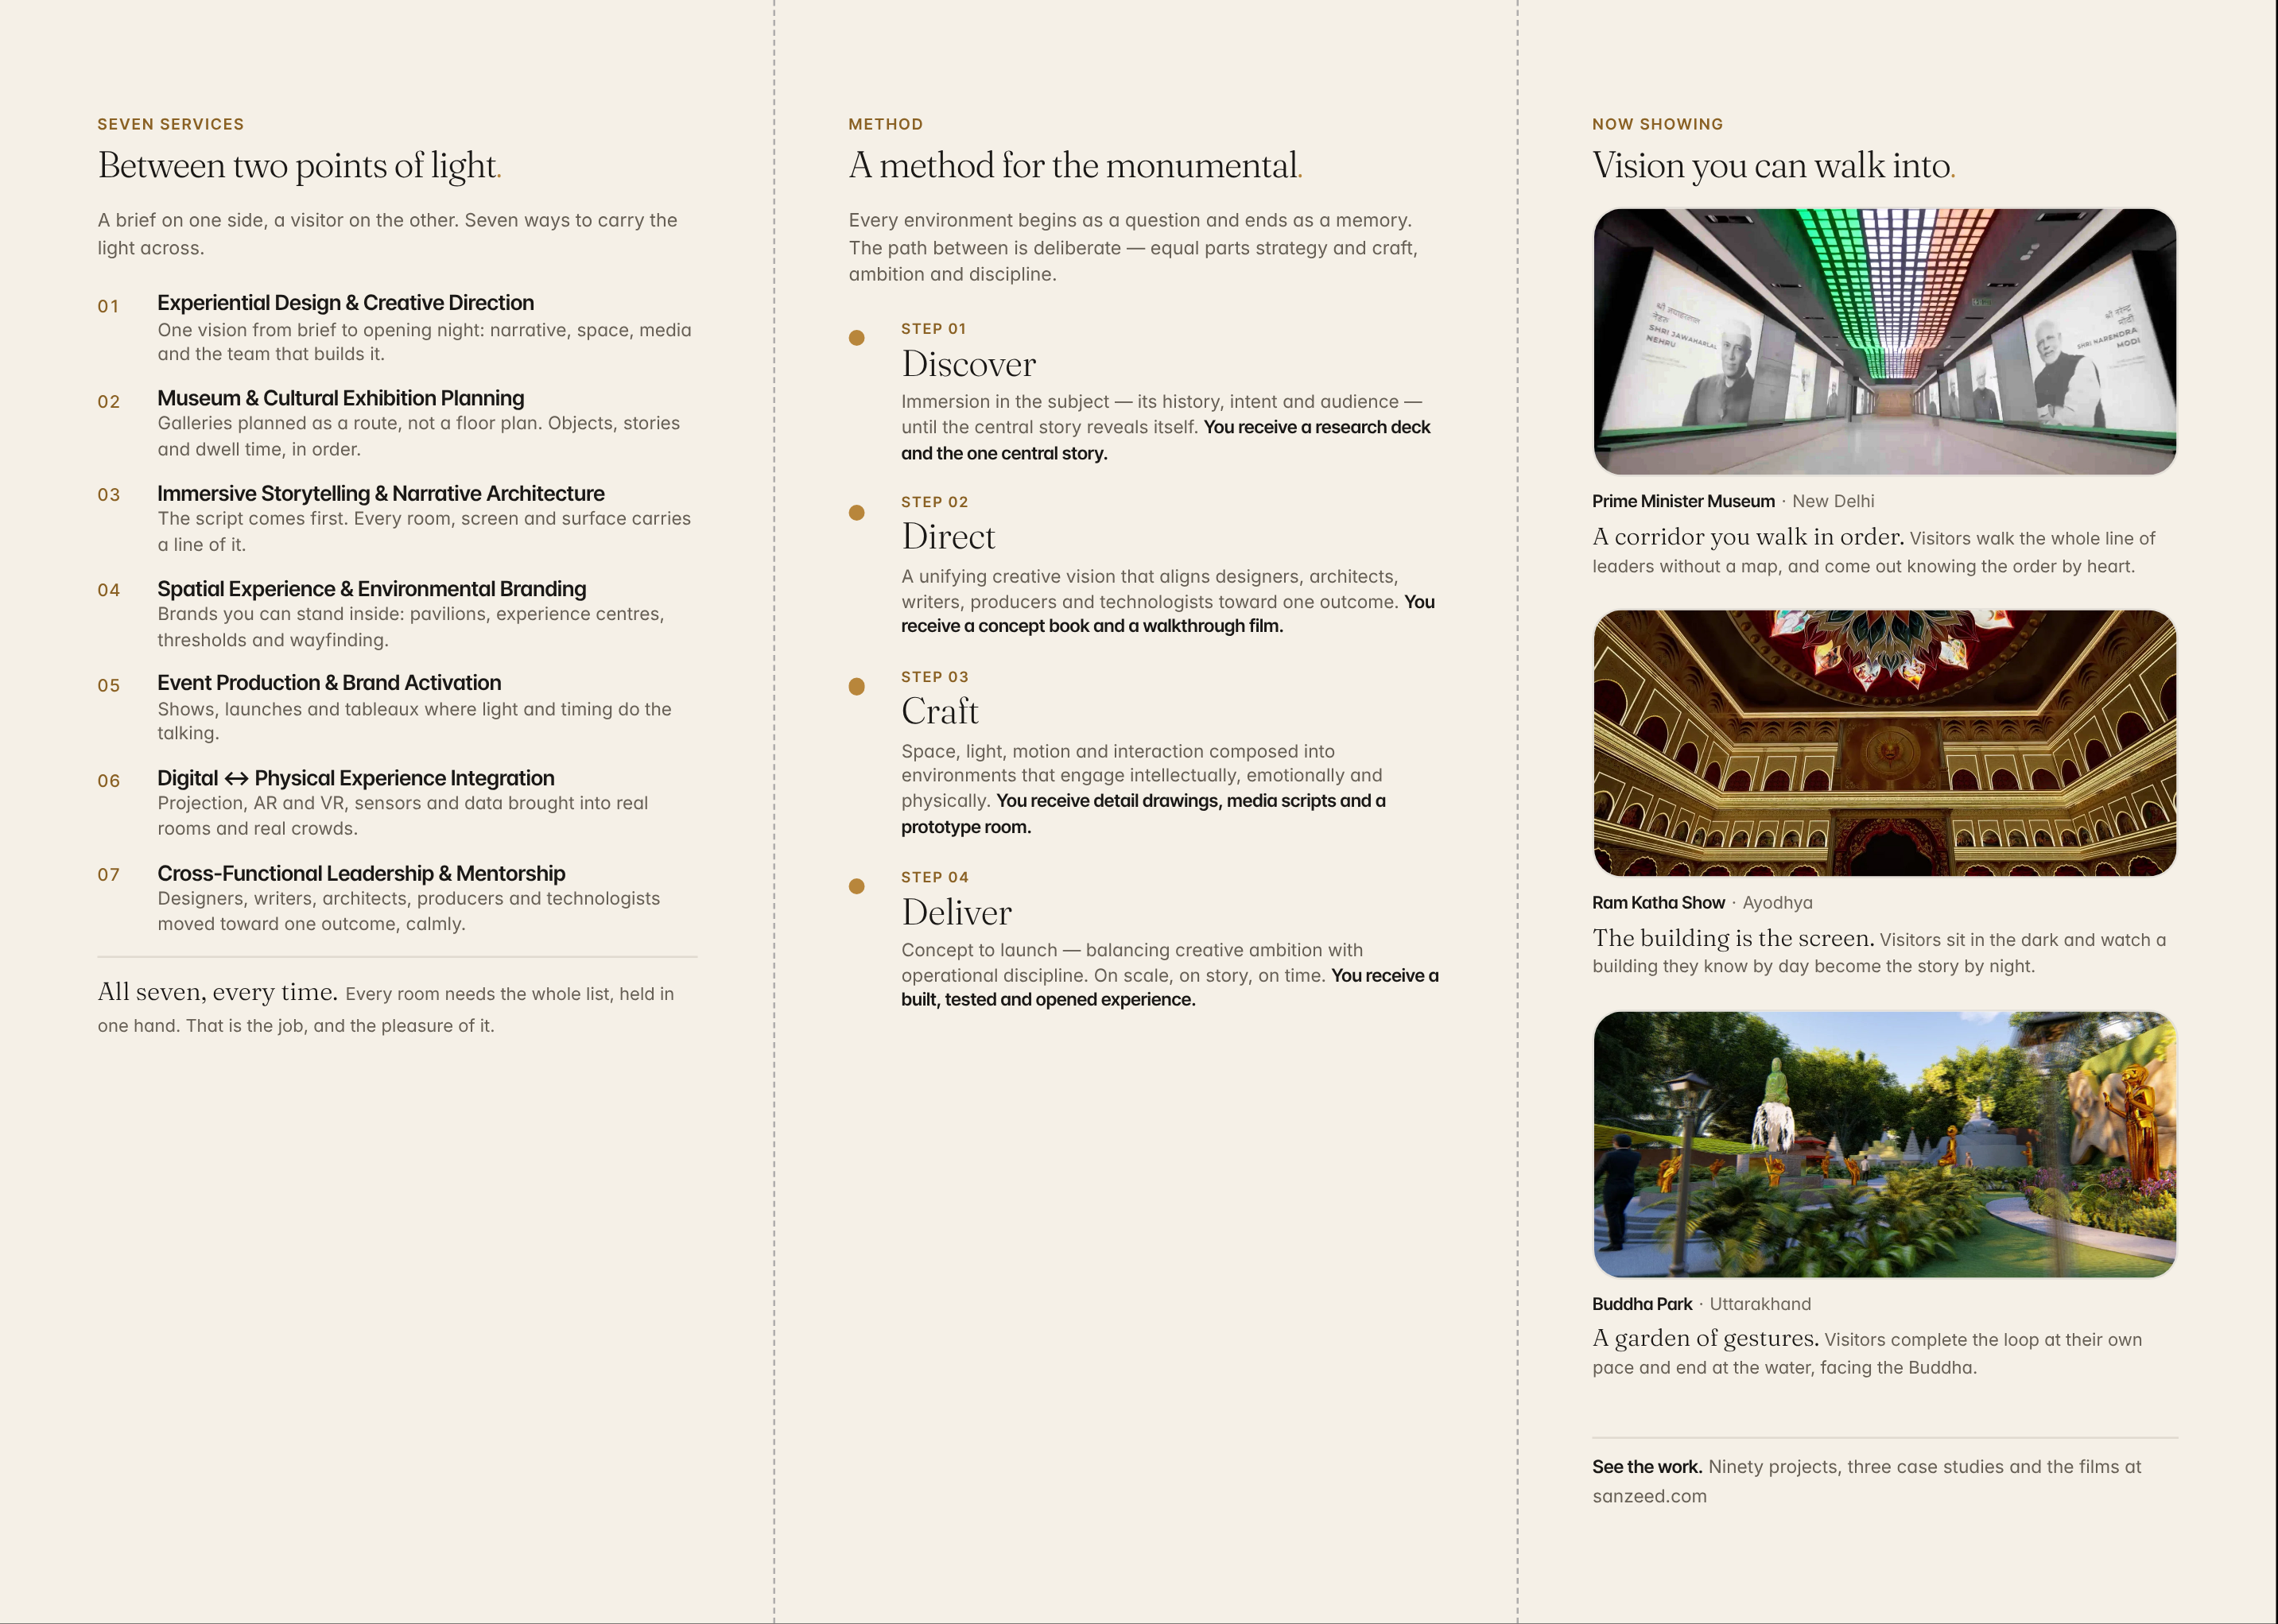 SEVEN SERVICES
Between two points of light.
A brief on one side, a visitor on the other. Seven ways to carry the
light across.
01 Experiential Design & Creative Direction
One vision from brief to opening night: narrative, space, media
and the team that builds it.
02 Museum & Cultural Exhibition Planning
Galleries planned as a route, not a floor plan. Objects, stories
and dwell time, in order.
03 Immersive Storytelling & Narrative Architecture
The script comes first. Every room, screen and surface carries
a line of it.
04 Spatial Experience & Environmental Branding
Brands you can stand inside: pavilions, experience centres,
thresholds and wayfinding.
05 Event Production & Brand Activation
Shows, launches and tableaux where light and timing do the
talking.
06 Digital ↔ Physical Experience Integration
Projection, AR and VR, sensors and data brought into real
rooms and real crowds.
07 Cross-Functional Leadership & Mentorship
Designers, writers, architects, producers and technologists
moved toward one outcome, calmly.
All seven, every time. Every room needs the whole list, held in
one hand. That is the job, and the pleasure of it.
METHOD
A method for the monumental.
Every environment begins as a question and ends as a memory.
The path between is deliberate — equal parts strategy and craft,
ambition and discipline.
STEP 01
Discover
Immersion in the subject — its history, intent and audience —
until the central story reveals itself. You receive a research deck
and the one central story.
STEP 02
Direct
A unifying creative vision that aligns designers, architects,
writers, producers and technologists toward one outcome. You
receive a concept book and a walkthrough film.
STEP 03
Craft
Space, light, motion and interaction composed into
environments that engage intellectually, emotionally and
physically. You receive detail drawings, media scripts and a
prototype room.
STEP 04
Deliver
Concept to launch — balancing creative ambition with
operational discipline. On scale, on story, on time. You receive a
built, tested and opened experience.
NOW SHOWING
Vision you can walk into.
श्री जवाहरलाल
नेहरू
SHRI JAWAHARLAL
NEHRU
श्री नरेन्द्र
मोदी
SHRI NARENDRA
MODI
Prime Minister Museum · New Delhi
A corridor you walk in order. Visitors walk the whole line of
leaders without a map, and come out knowing the order by heart.
Ram Katha Show · Ayodhya
The building is the screen. Visitors sit in the dark and watch a
building they know by day become the story by night.
Buddha Park · Uttarakhand
A garden of gestures. Visitors complete the loop at their own
pace and end at the water, facing the Buddha.
See the work. Ninety projects, three case studies and the films at
sanzeed.com